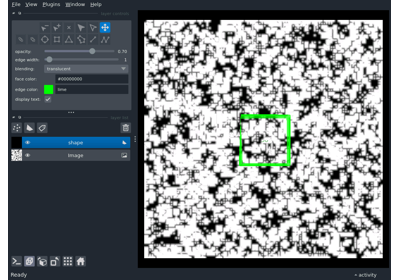 File View Plugins Window Help
opacity: 0.70
edge width: 1
blending: translucent
face color: #00000000
edge color: lime
display text: ✓
shape
image
Ready
activity